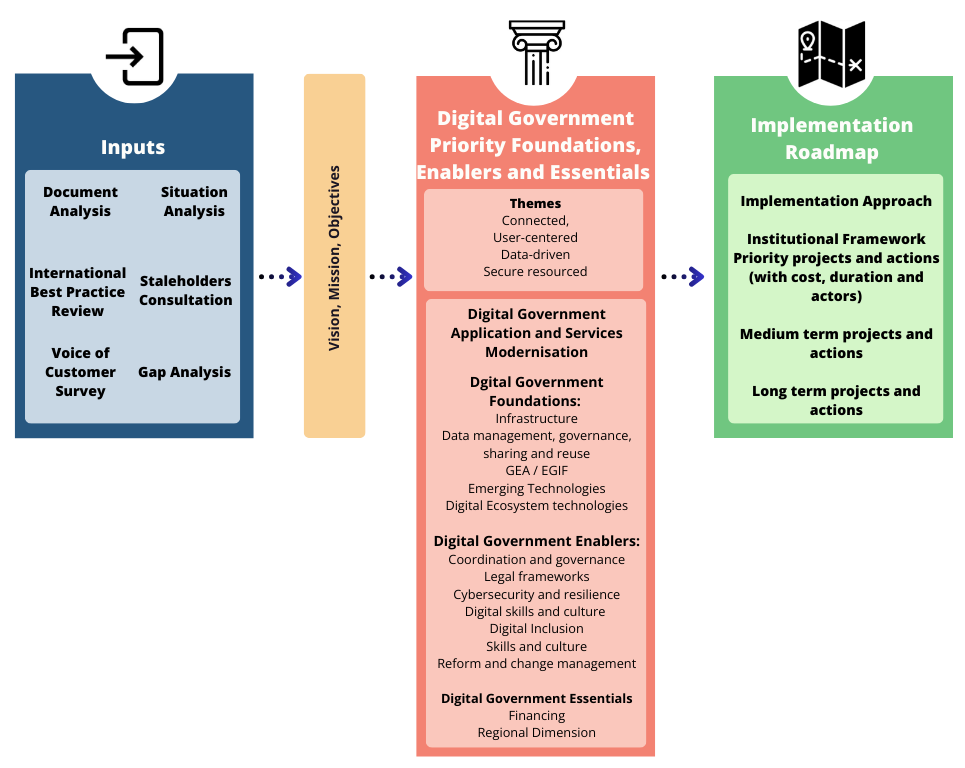 Inputs
Document
Analysis
Situation
Analysis
International
Best Practice
Review
Staleholders
Consultation
Voice of
Customer
Survey
Gap Analysis
Vision, Mission, Objectives
Digital Government
Priority Foundations,
Enablers and Essentials
Themes
Connected,
User-centered
Data-driven
Secure resourced
Digital Government
Application and Services
Modernisation
Dgital Government
Foundations:
Infrastructure
Data management, governance,
sharing and reuse
GEA / EGIF
Emerging Technologies
Digital Ecosystem technologies
Digital Government Enablers:
Coordination and governance
Legal frameworks
Cybersecurity and resilience
Digital skills and culture
Digital Inclusion
Skills and culture
Reform and change management
Digital Government Essentials
Financing
Regional Dimension
Implementation
Roadmap
Implementation Approach
Institutional Framework
Priority projects and actions
(with cost, duration and
actors)
Medium term projects and
actions
Long term projects and
actions